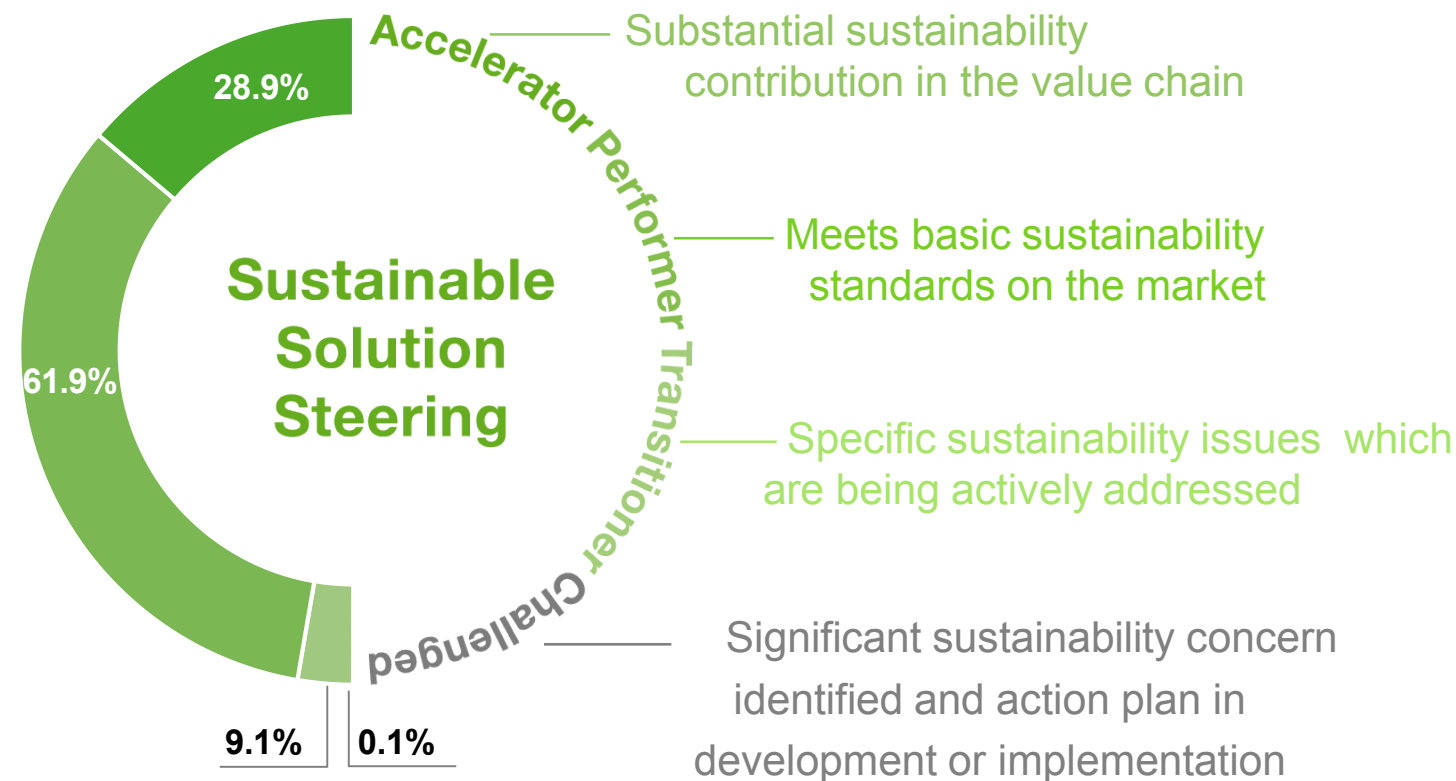 28.9%
61.9%
9.1%
0.1%
Sustainable
Solution
Steering
Accelerator Performer Transitioner Challenged
Substantial sustainability
contribution in the value chain
Meets basic sustainability
standards on the market
Specific sustainability issues which
are being actively addressed
Significant sustainability concern
identified and action plan in
development or implementation